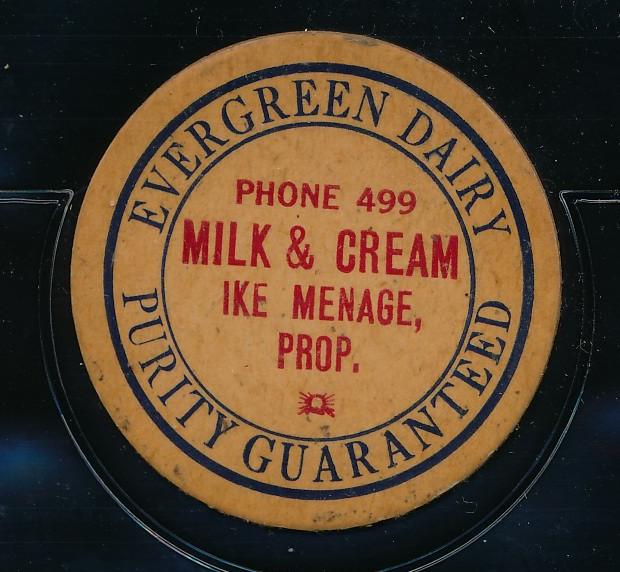 EVERGREEN DAIRY
PHONE 499
MILK & CREAM
IKE MENAGE,
PROP.
PURITY GUARANTEED